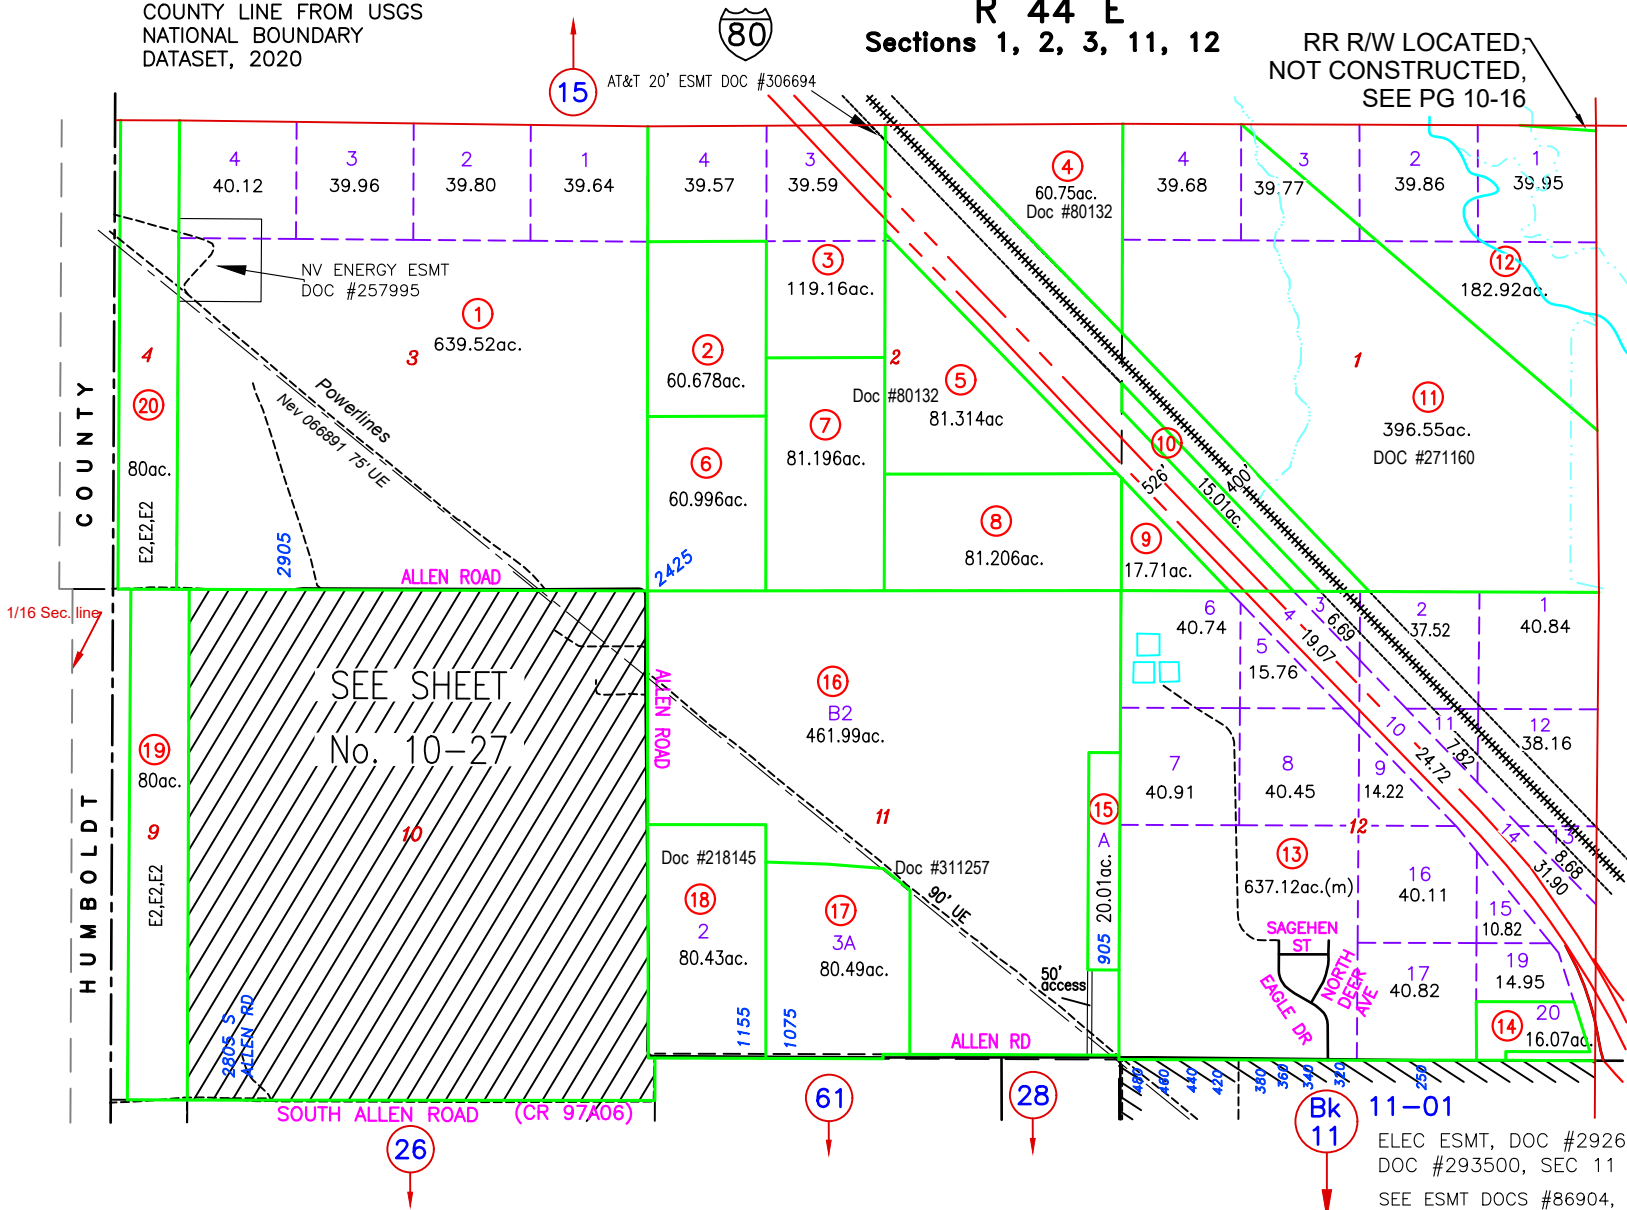 COUNTY LINE FROM USGS
NATIONAL BOUNDARY
DATASET, 2020
80
R 44 E
Sections 1, 2, 3, 11, 12
RR R/W LOCATED,
NOT CONSTRUCTED,
SEE PG 10-16
15
AT&T 20' ESMT DOC #306694
4
40.12
3
39.96
2
39.80
1
39.64
4
39.57
3
39.59
4
60.75ac.
Doc #80132
4
39.68
3
39.77
2
39.86
1
39.95
NV ENERGY ESMT
DOC #257995
1
639.52ac.
3
3
119.16ac.
12
182.92ac.
4
20
80ac.
E2,E2,E2
COUNTY
Powerlines
Nev 066891 75' UE
2
60.678ac.
2
Doc #80132
5
81.314ac
7
81.196ac.
6
60.996ac.
8
81.206ac.
1
11
396.55ac.
DOC #271160
10
526'
15.01ac.
400'
9
17.71ac.
2905
ALLEN ROAD
2425
1/16 Sec. line
SEE SHEET
No. 10-27
10
19
80ac.
9
E2,E2,E2
HUMBOLDT
ALLEN ROAD
16
B2
461.99ac.
11
6
40.74
5
15.76
4
19.07
3
6.69
2
37.52
1
40.84
7
40.91
8
40.45
9
14.22
10
24.72
11
7.82
12
38.16
15
A
20.01ac.
905
12
13
637.12ac.(m)
14
31.90
13
8.68
16
40.11
15
10.82
Doc #218145
Doc #311257
90' UE
18
2
80.43ac.
17
3A
80.49ac.
1155
1075
50'
access
SAGEHEN
ST
EAGLE DR
NORTH
DEER
AVE
17
40.82
19
14.95
14
20
16.07ac.
2805 S
ALLEN RD
ALLEN RD
SOUTH ALLEN ROAD (CR 97A06)
480
460
440
420
380
360
340
320
250
26
61
28
Bk
11
11-01
ELEC ESMT, DOC #2926
DOC #293500, SEC 11
SEE ESMT DOCS #86904,